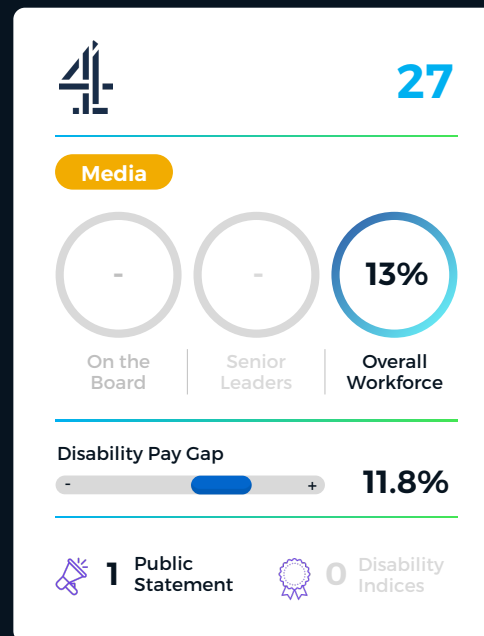 4
27
Media
-
-
13%
On the
Board
Senior
Leaders
Overall
Workforce
Disability Pay Gap
- +
11.8%
1 Public
Statement
0 Disability
Indices